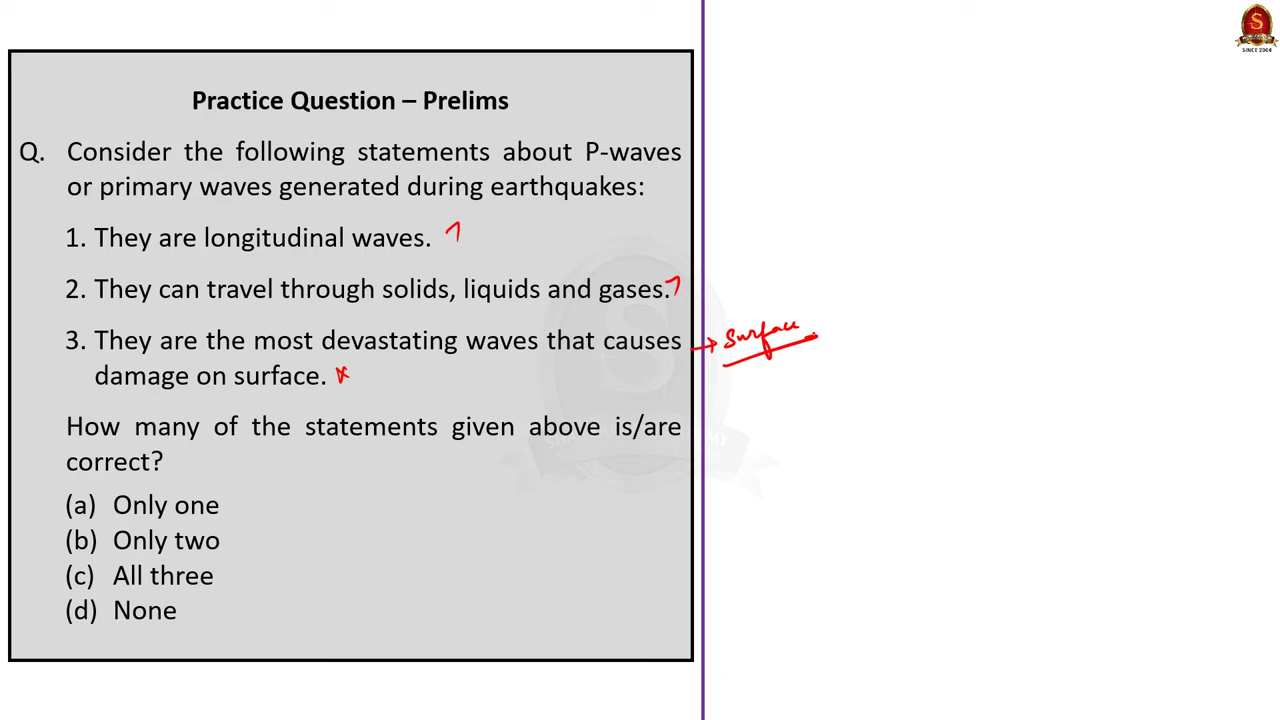 Practice Question – Prelims
Q. Consider the following statements about P-waves
or primary waves generated during earthquakes:
1. They are longitudinal waves.
2. They can travel through solids, liquids and gases.
3. They are the most devastating waves that causes → Surface
damage on surface. ×
How many of the statements given above is/are
correct?
(a) Only one
(b) Only two
(c) All three
(d) None
S
SINCE 2004